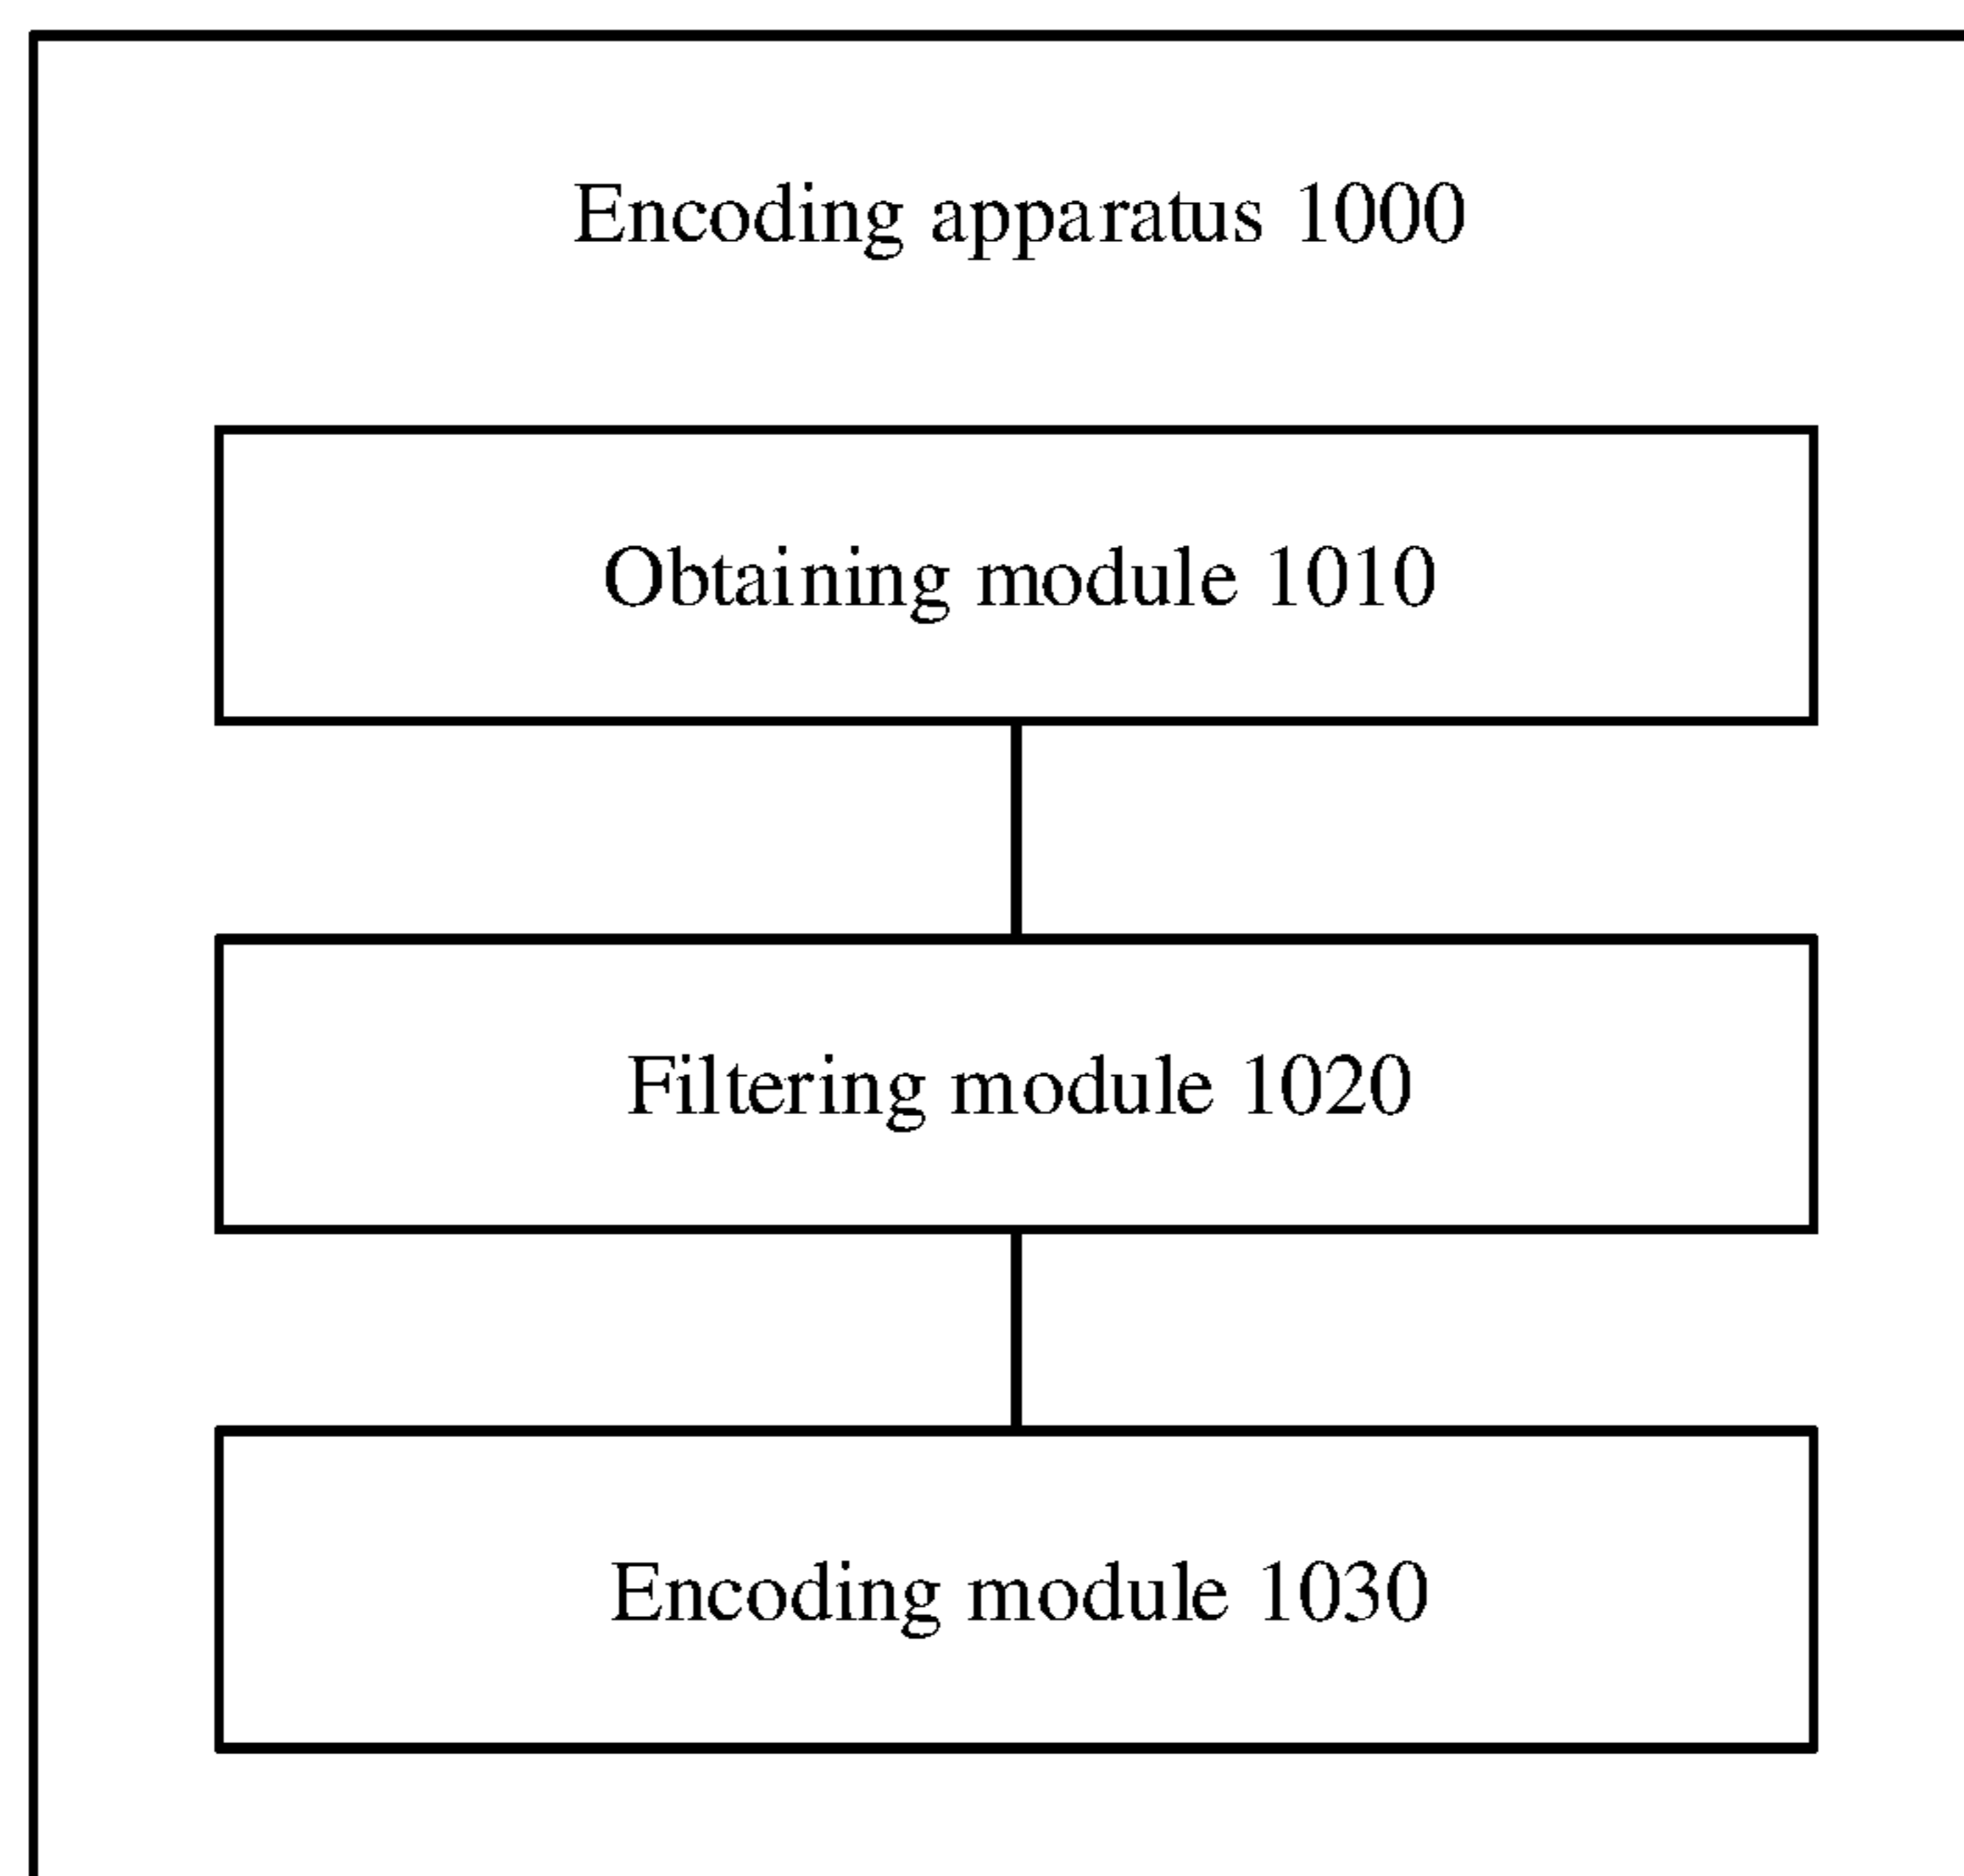 Encoding apparatus 1000
Obtaining module 1010
Filtering module 1020
Encoding module 1030